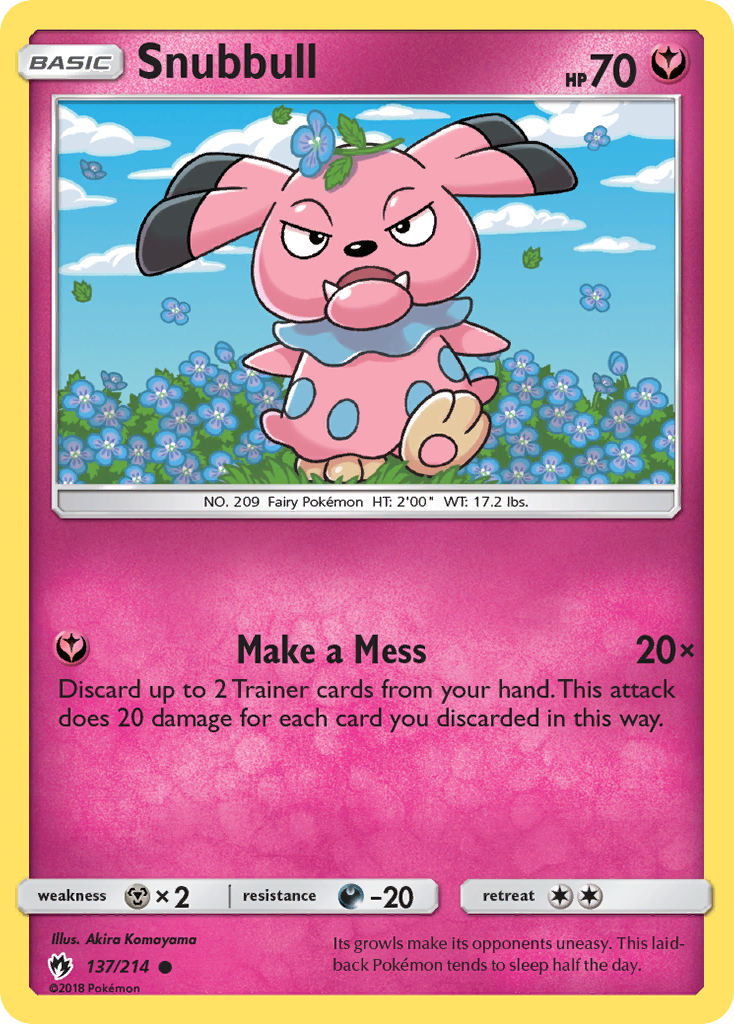 BASIC Snubbull HP70
NO. 209 Fairy Pokémon HT: 2'00" WT: 17.2 lbs.
Make a Mess 20×
Discard up to 2 Trainer cards from your hand. This attack
does 20 damage for each card you discarded in this way.
weakness ×2 resistance -20 retreat
Illus. Akira Komayama
137/214
©2018 Pokémon
Its growls make its opponents uneasy. This laid-
back Pokémon tends to sleep half the day.